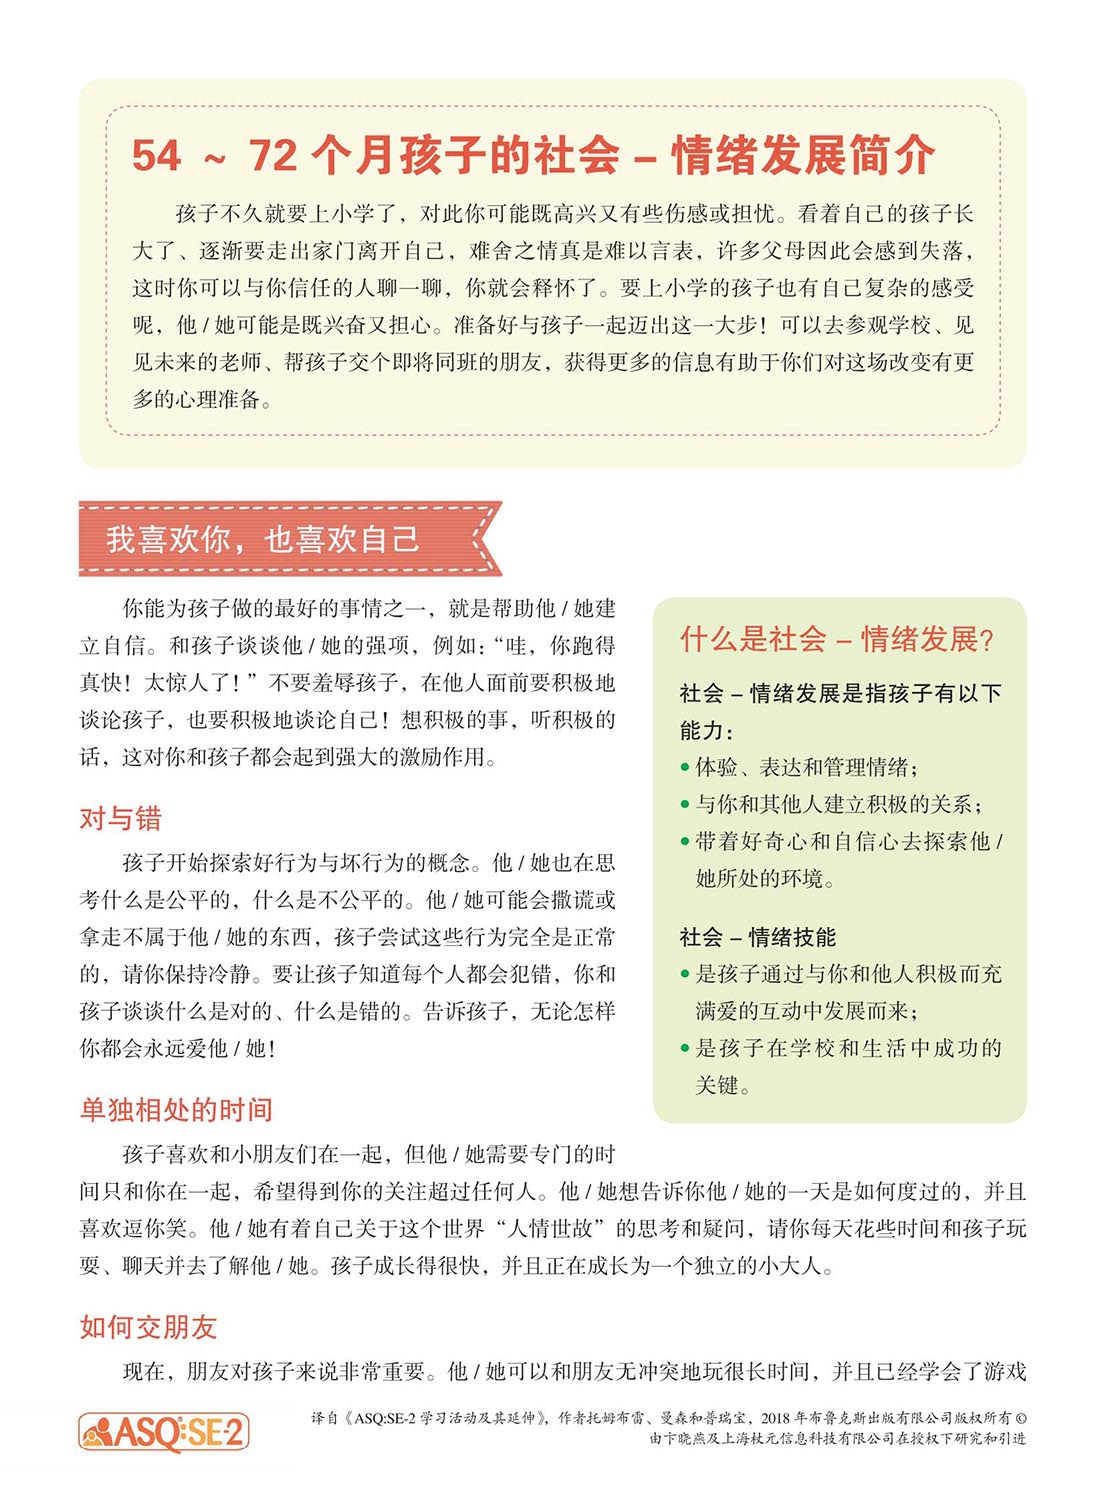 54 ~ 72 个月孩子的社会 – 情绪发展简介
孩子不久就要上小学了，对此你可能既高兴又有些伤感或担忧。看着自己的孩子长
大了、逐渐要走出家门离开自己，难舍之情真是难以言表，许多父母因此会感到失落，
这时你可以与你信任的人聊一聊，你就会释怀了。要上小学的孩子也有自己复杂的感受
呢，他 / 她可能是既兴奋又担心。准备好与孩子一起迈出这一大步！可以去参观学校、见
见未来的老师、帮孩子交个即将同班的朋友，获得更多的信息有助于你们对这场改变有更
多的心理准备。
我喜欢你，也喜欢自己
你能为孩子做的最好的事情之一，就是帮助他 / 她建
立自信。和孩子谈谈他 / 她的强项，例如：“哇，你跑得
真快！太惊人了！” 不要羞辱孩子，在他人面前要积极地
谈论孩子，也要积极地谈论自己！想积极的事，听积极的
话，这对你和孩子都会起到强大的激励作用。
对与错
孩子开始探索好行为与坏行为的概念。他 / 她也在思
考什么是公平的，什么是不公平的。他 / 她可能会撒谎或
拿走不属于他 / 她的东西，孩子尝试这些行为完全是正常
的，请你保持冷静。要让孩子知道每个人都会犯错，你和
孩子谈谈什么是对的、什么是错的。告诉孩子，无论怎样
你都会永远爱他 / 她！
什么是社会 – 情绪发展？
社会 – 情绪发展是指孩子有以下
能力：
• 体验、表达和管理情绪；
• 与你和其他人建立积极的关系；
• 带着好奇心和自信心去探索他 /
她所处的环境。
社会 – 情绪技能
• 是孩子通过与你和他人积极而充
满爱的互动中发展而来；
• 是孩子在学校和生活中成功的
关键。
单独相处的时间
孩子喜欢和小朋友们在一起，但他 / 她需要专门的时
间只和你在一起，希望得到你的关注超过任何人。他 / 她想告诉你他 / 她的一天是如何度过的，并且
喜欢逗你笑。他 / 她有着自己关于这个世界 “人情世故” 的思考和疑问，请你每天花些时间和孩子玩
耍、聊天并去了解他 / 她。孩子成长得很快，并且正在成长为一个独立的小大人。
如何交朋友
现在，朋友对孩子来说非常重要。他 / 她可以和朋友无冲突地玩很长时间，并且已经学会了游戏
ASQ:SE-2
译自《ASQ:SE-2 学习活动及其延伸》，作者托姆布雷、曼森和普瑞宝，2018 年布鲁克斯出版有限公司版权所有 ©
由卞晓燕及上海杖元信息科技有限公司在授权下研究和引进